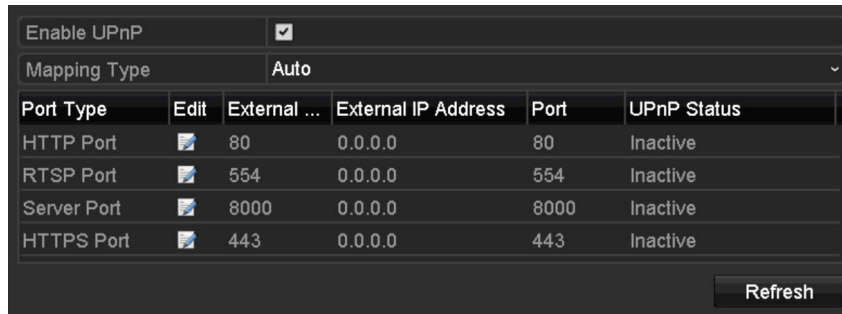 Enable UPnP
Mapping Type Auto
Port Type Edit External ... External IP Address Port UPnP Status
HTTP Port 80 0.0.0.0 80 Inactive
RTSP Port 554 0.0.0.0 554 Inactive
Server Port 8000 0.0.0.0 8000 Inactive
HTTPS Port 443 0.0.0.0 443 Inactive
Refresh